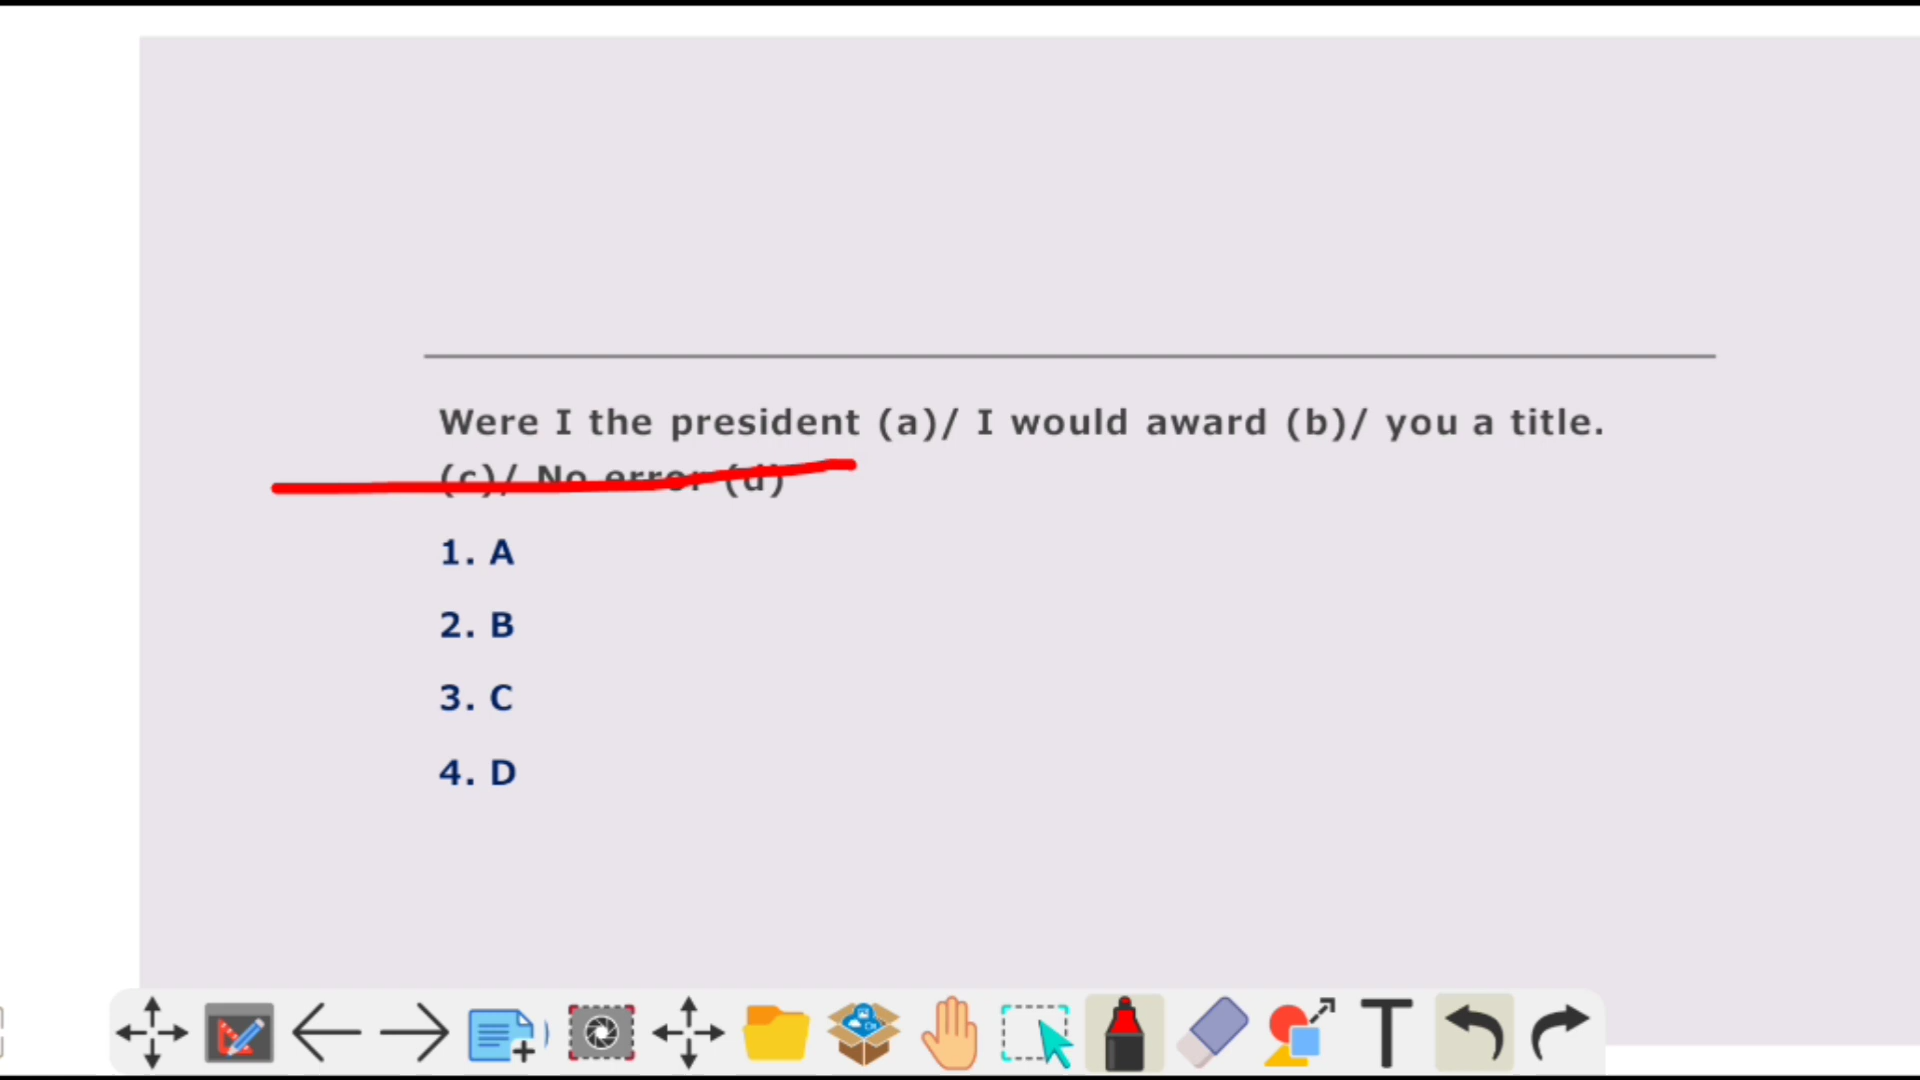 Were I the president (a)/ I would award (b)/ you a title.
(c)/ No error (d)
1. A
2. B
3. C
4. D